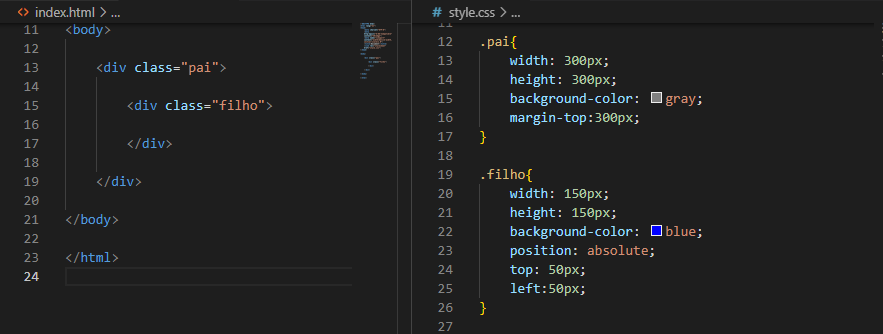 index.html > ...
11 <body>
12
13 <div class="pai">
14
15 <div class="filho">
16
17 </div>
18
19 </div>
20
21 </body>
22
23 </html>
24
# style.css > ...
11
12 .pai{
13 width: 300px;
14 height: 300px;
15 background-color: gray;
16 margin-top:300px;
17 }
18
19 .filho{
20 width: 150px;
21 height: 150px;
22 background-color: blue;
23 position: absolute;
24 top: 50px;
25 left:50px;
26 }
27